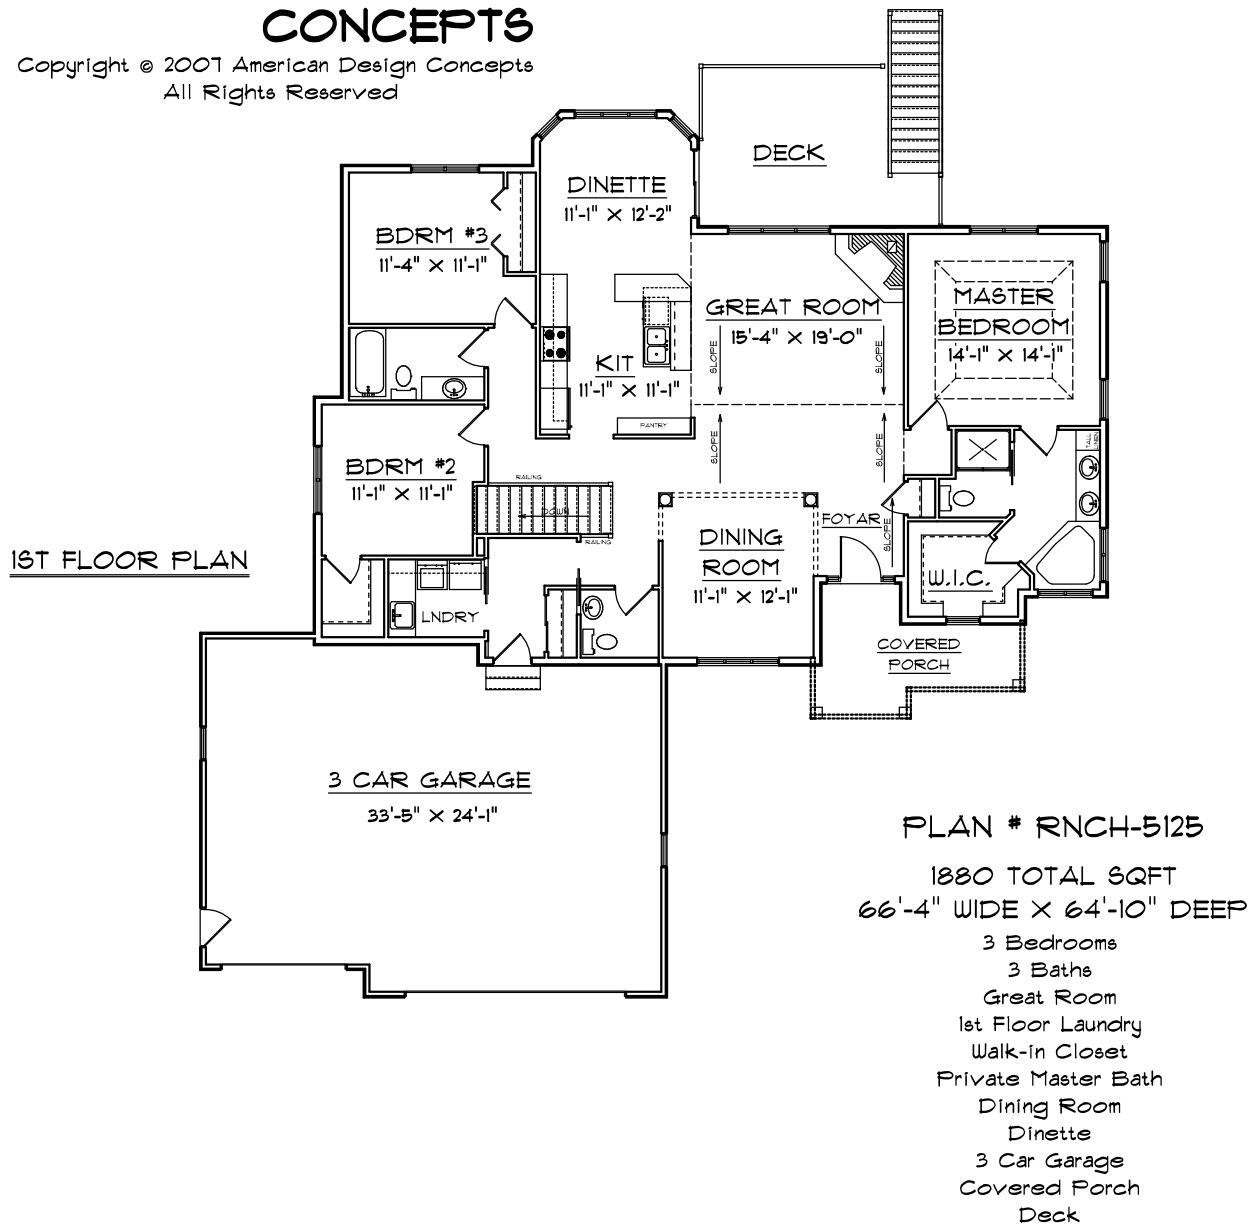 CONCEPTS
Copyright © 2007 American Design Concepts
All Rights Reserved
DECK
DINETTE
11'-1" X 12'-2"
BDRM #3
11'-4" X 11'-1"
GREAT ROOM
15'-4" X 19'-0"
SLOPE
SLOPE
MASTER
BEDROOM
14'-1" X 14'-1"
KIT
11'-1" X 11'-1"
PANTRY
SLOPE
SLOPE
TALL
LINEN
BDRM #2
11'-1" X 11'-1"
RAILING
DOWN
RAILING
FOYAR
SLOPE
DINING
ROOM
11'-1" X 12'-1"
1ST FLOOR PLAN
W.I.C.
LNDRY
COVERED
PORCH
3 CAR GARAGE
33'-5" X 24'-1"
PLAN # RNCH-5125
1880 TOTAL SQFT
66'-4" WIDE X 64'-10" DEEP
3 Bedrooms
3 Baths
Great Room
1st Floor Laundry
Walk-in Closet
Private Master Bath
Dining Room
Dinette
3 Car Garage
Covered Porch
Deck